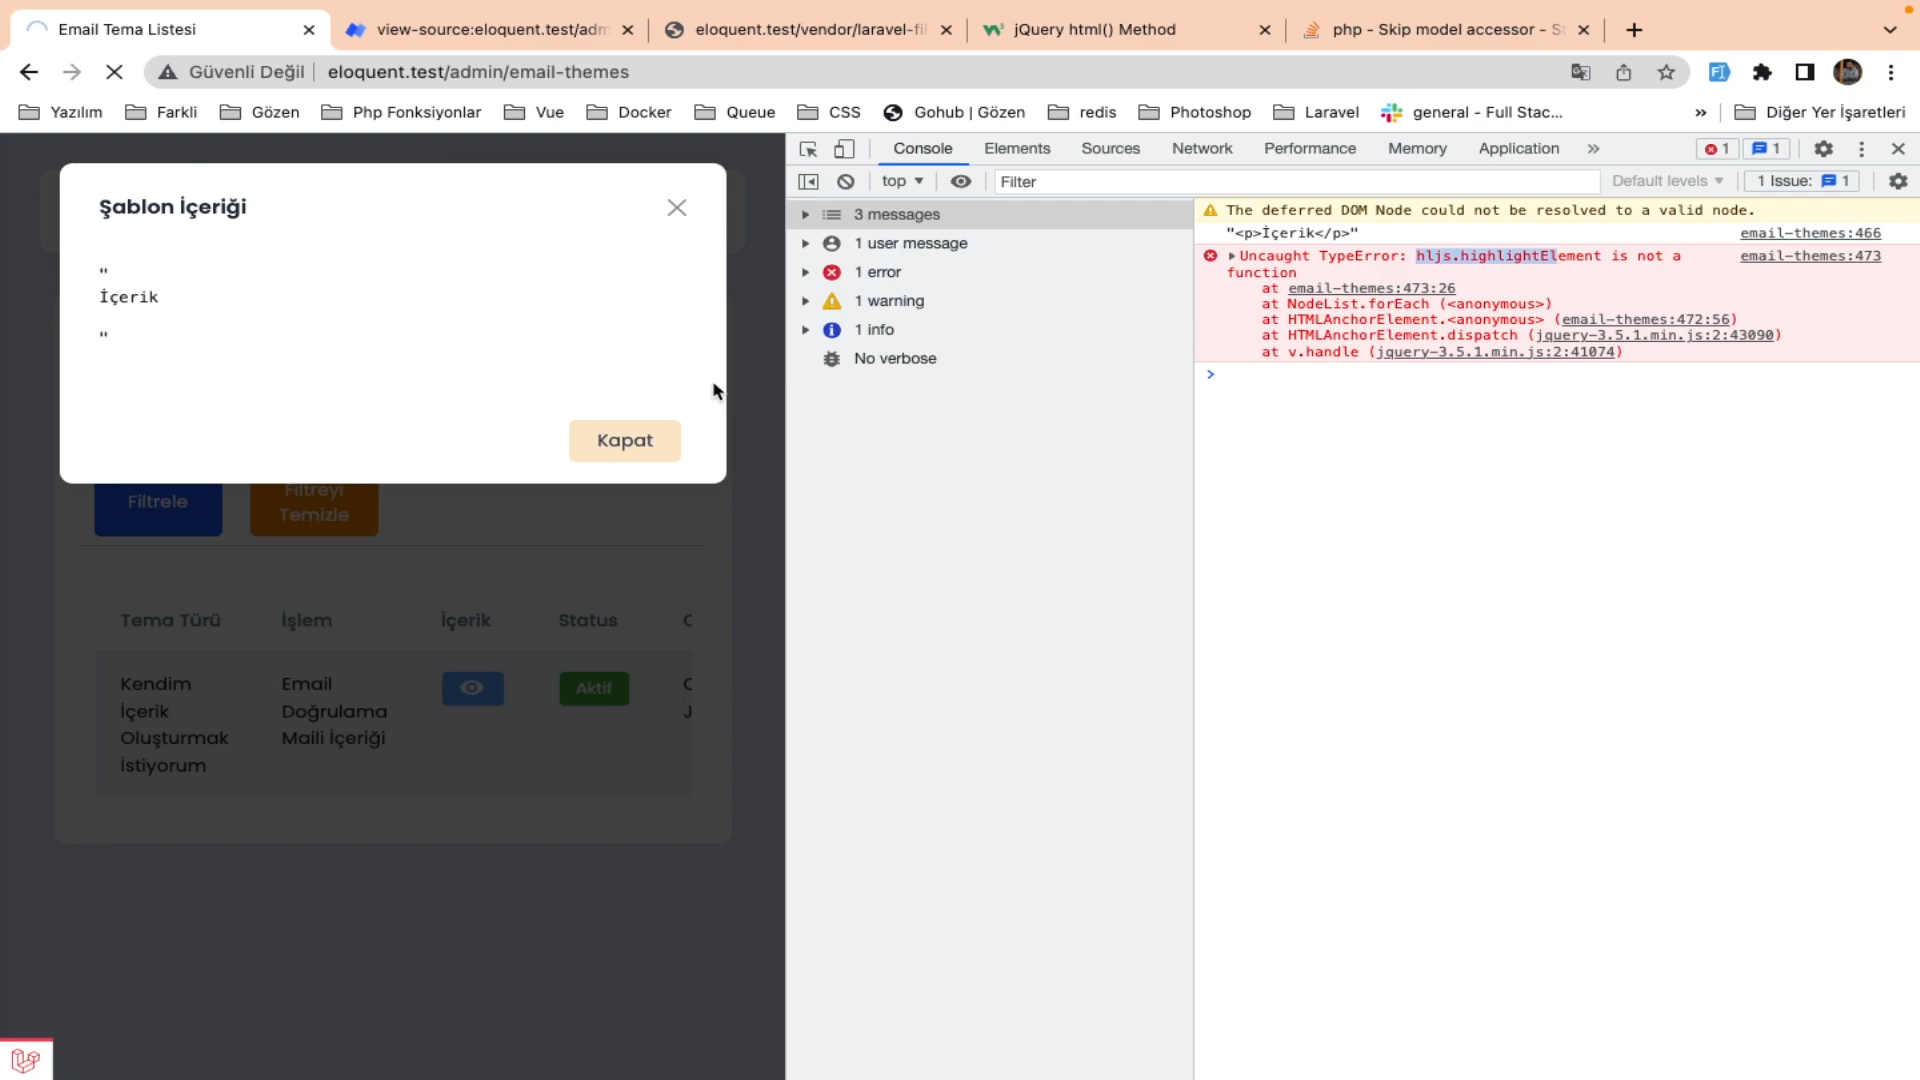 Email Tema Listesi
view-source:eloquent.test/adm
eloquent.test/vendor/laravel-fil
jQuery html() Method
php - Skip model accessor - S
Güvenli Değil
eloquent.test/admin/email-themes
Yazılım
Farkli
Gözen
Php Fonksiyonlar
Vue
Docker
Queue
CSS
Gohub | Gözen
redis
Photoshop
Laravel
general - Full Stac...
»
Diğer Yer İşaretleri
Console
Elements
Sources
Network
Performance
Memory
Application
»
1
1
top
Filter
Default levels
1 Issue:
1
Şablon İçeriği
"
İçerik
"
Kapat
Filtrele
Filtreyi
Temizle
Tema Türü
İşlem
İçerik
Status
Kendim
İçerik
Oluşturmak
İstiyorum
Email
Doğrulama
Maili İçeriği
Aktif
3 messages
1 user message
1 error
1 warning
1 info
No verbose
The deferred DOM Node could not be resolved to a valid node.
"<p>İçerik</p>"
email-themes:466
Uncaught TypeError: hljs.highlightElement is not a
email-themes:473
function
at email-themes:473:26
at NodeList.forEach (<anonymous>)
at HTMLAnchorElement.<anonymous> (email-themes:472:56)
at HTMLAnchorElement.dispatch (jquery-3.5.1.min.js:2:43090)
at v.handle (jquery-3.5.1.min.js:2:41074)
>